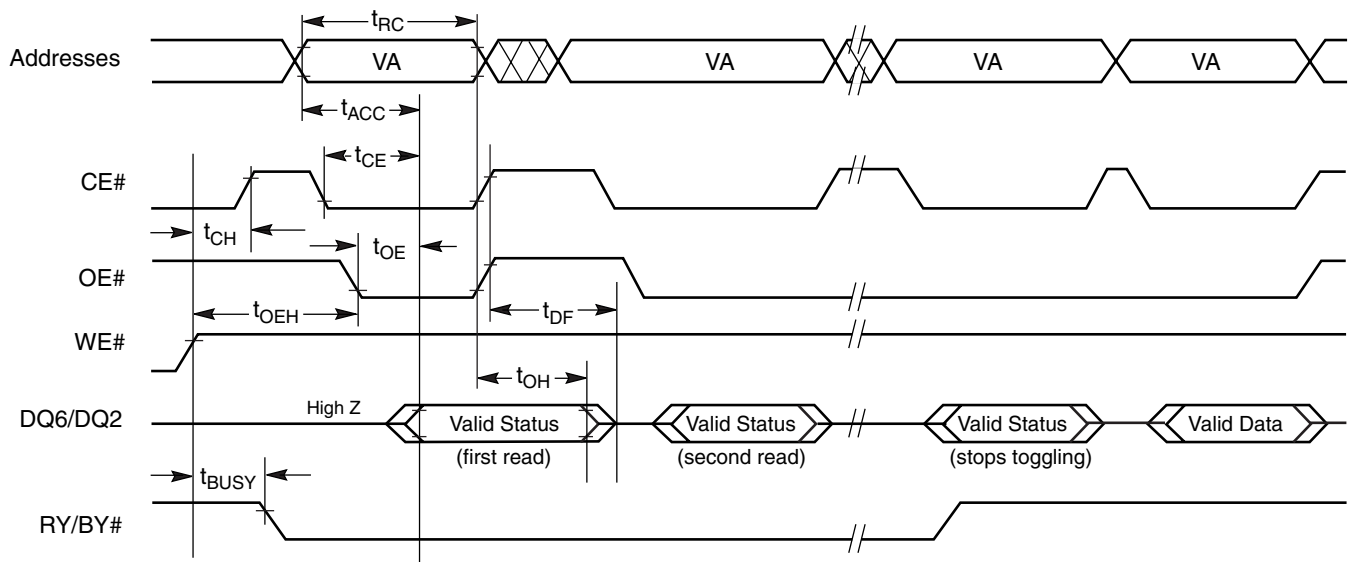 tRC
Addresses VA VA VA VA
tACC
tCE
CE#
tCH tOE
OE#
tOEH tDF
WE#
tOH
DQ6/DQ2 High Z Valid Status Valid Status Valid Status Valid Data
(first read) (second read) (stops toggling)
tBUSY
RY/BY#